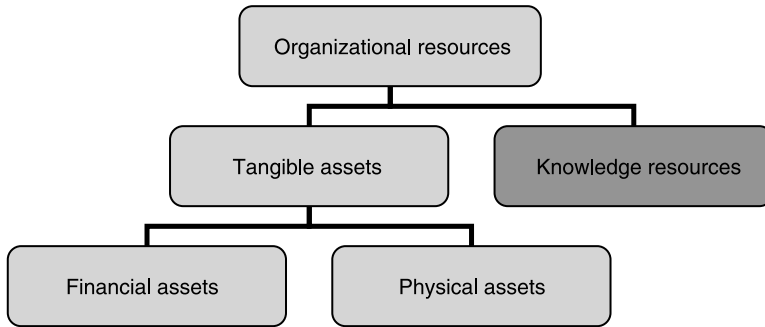 Organizational resources
Tangible assets
Knowledge resources
Financial assets
Physical assets